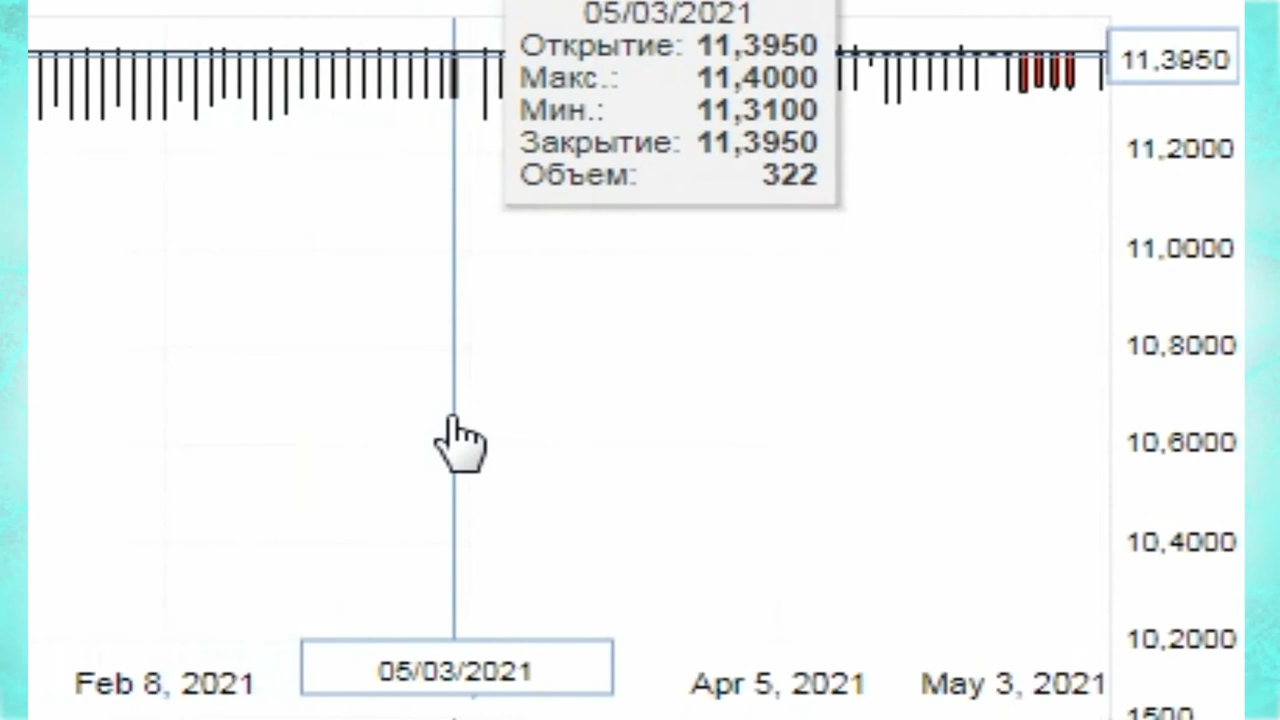 05/03/2021
Открытие: 11,3950
Макс.: 11,4000
Мин.: 11,3100
Закрытие: 11,3950
Объем: 322
11,3950
11,2000
11,0000
10,8000
10,6000
10,4000
10,2000
Feb 8, 2021
05/03/2021
Apr 5, 2021
May 3, 2021
1500